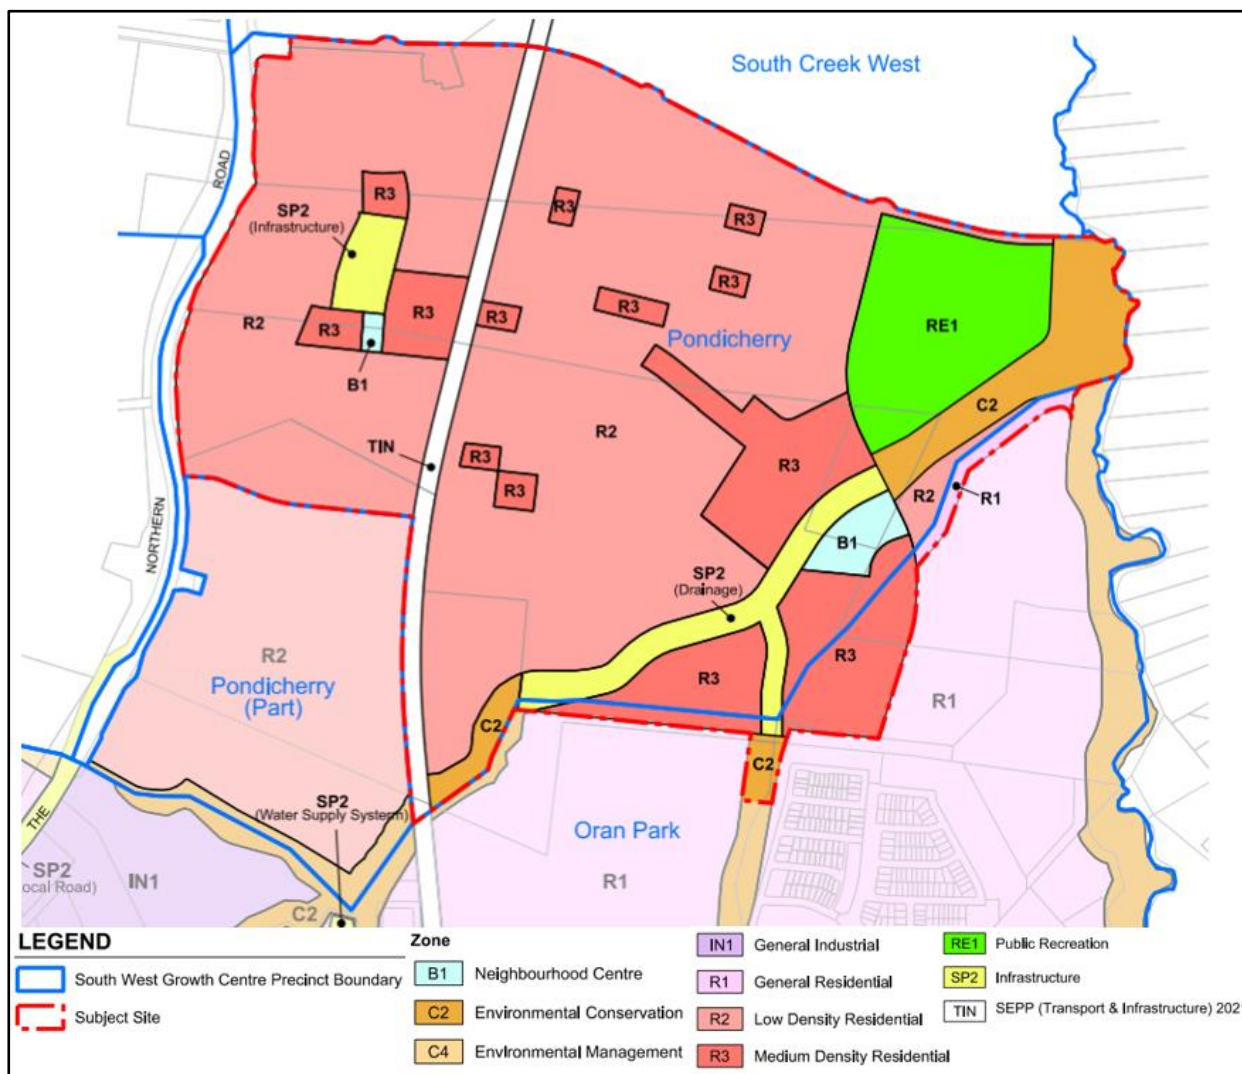 South Creek West
ROAD
R3
SP2
(Infrastructure)
R3
R3
R3
R3
R3
R3
R3
R2
R3
B1
Pondicherry
RE1
C2
TIN
R2
R3
R3
R3
R2
R1
B1
NORTHERN
SP2
(Drainage)
R2
Pondicherry
(Part)
R3
R3
R1
C2
C2
SP2
(Water Supply System)
THE
Oran Park
SP2
ocal Road)
IN1
R1
C2
LEGEND
South West Growth Centre Precinct Boundary
Subject Site
Zone
B1 Neighbourhood Centre
C2 Environmental Conservation
C4 Environmental Management
IN1 General Industrial
R1 General Residential
R2 Low Density Residential
R3 Medium Density Residential
RE1 Public Recreation
SP2 Infrastructure
TIN SEPP (Transport & Infrastructure) 202